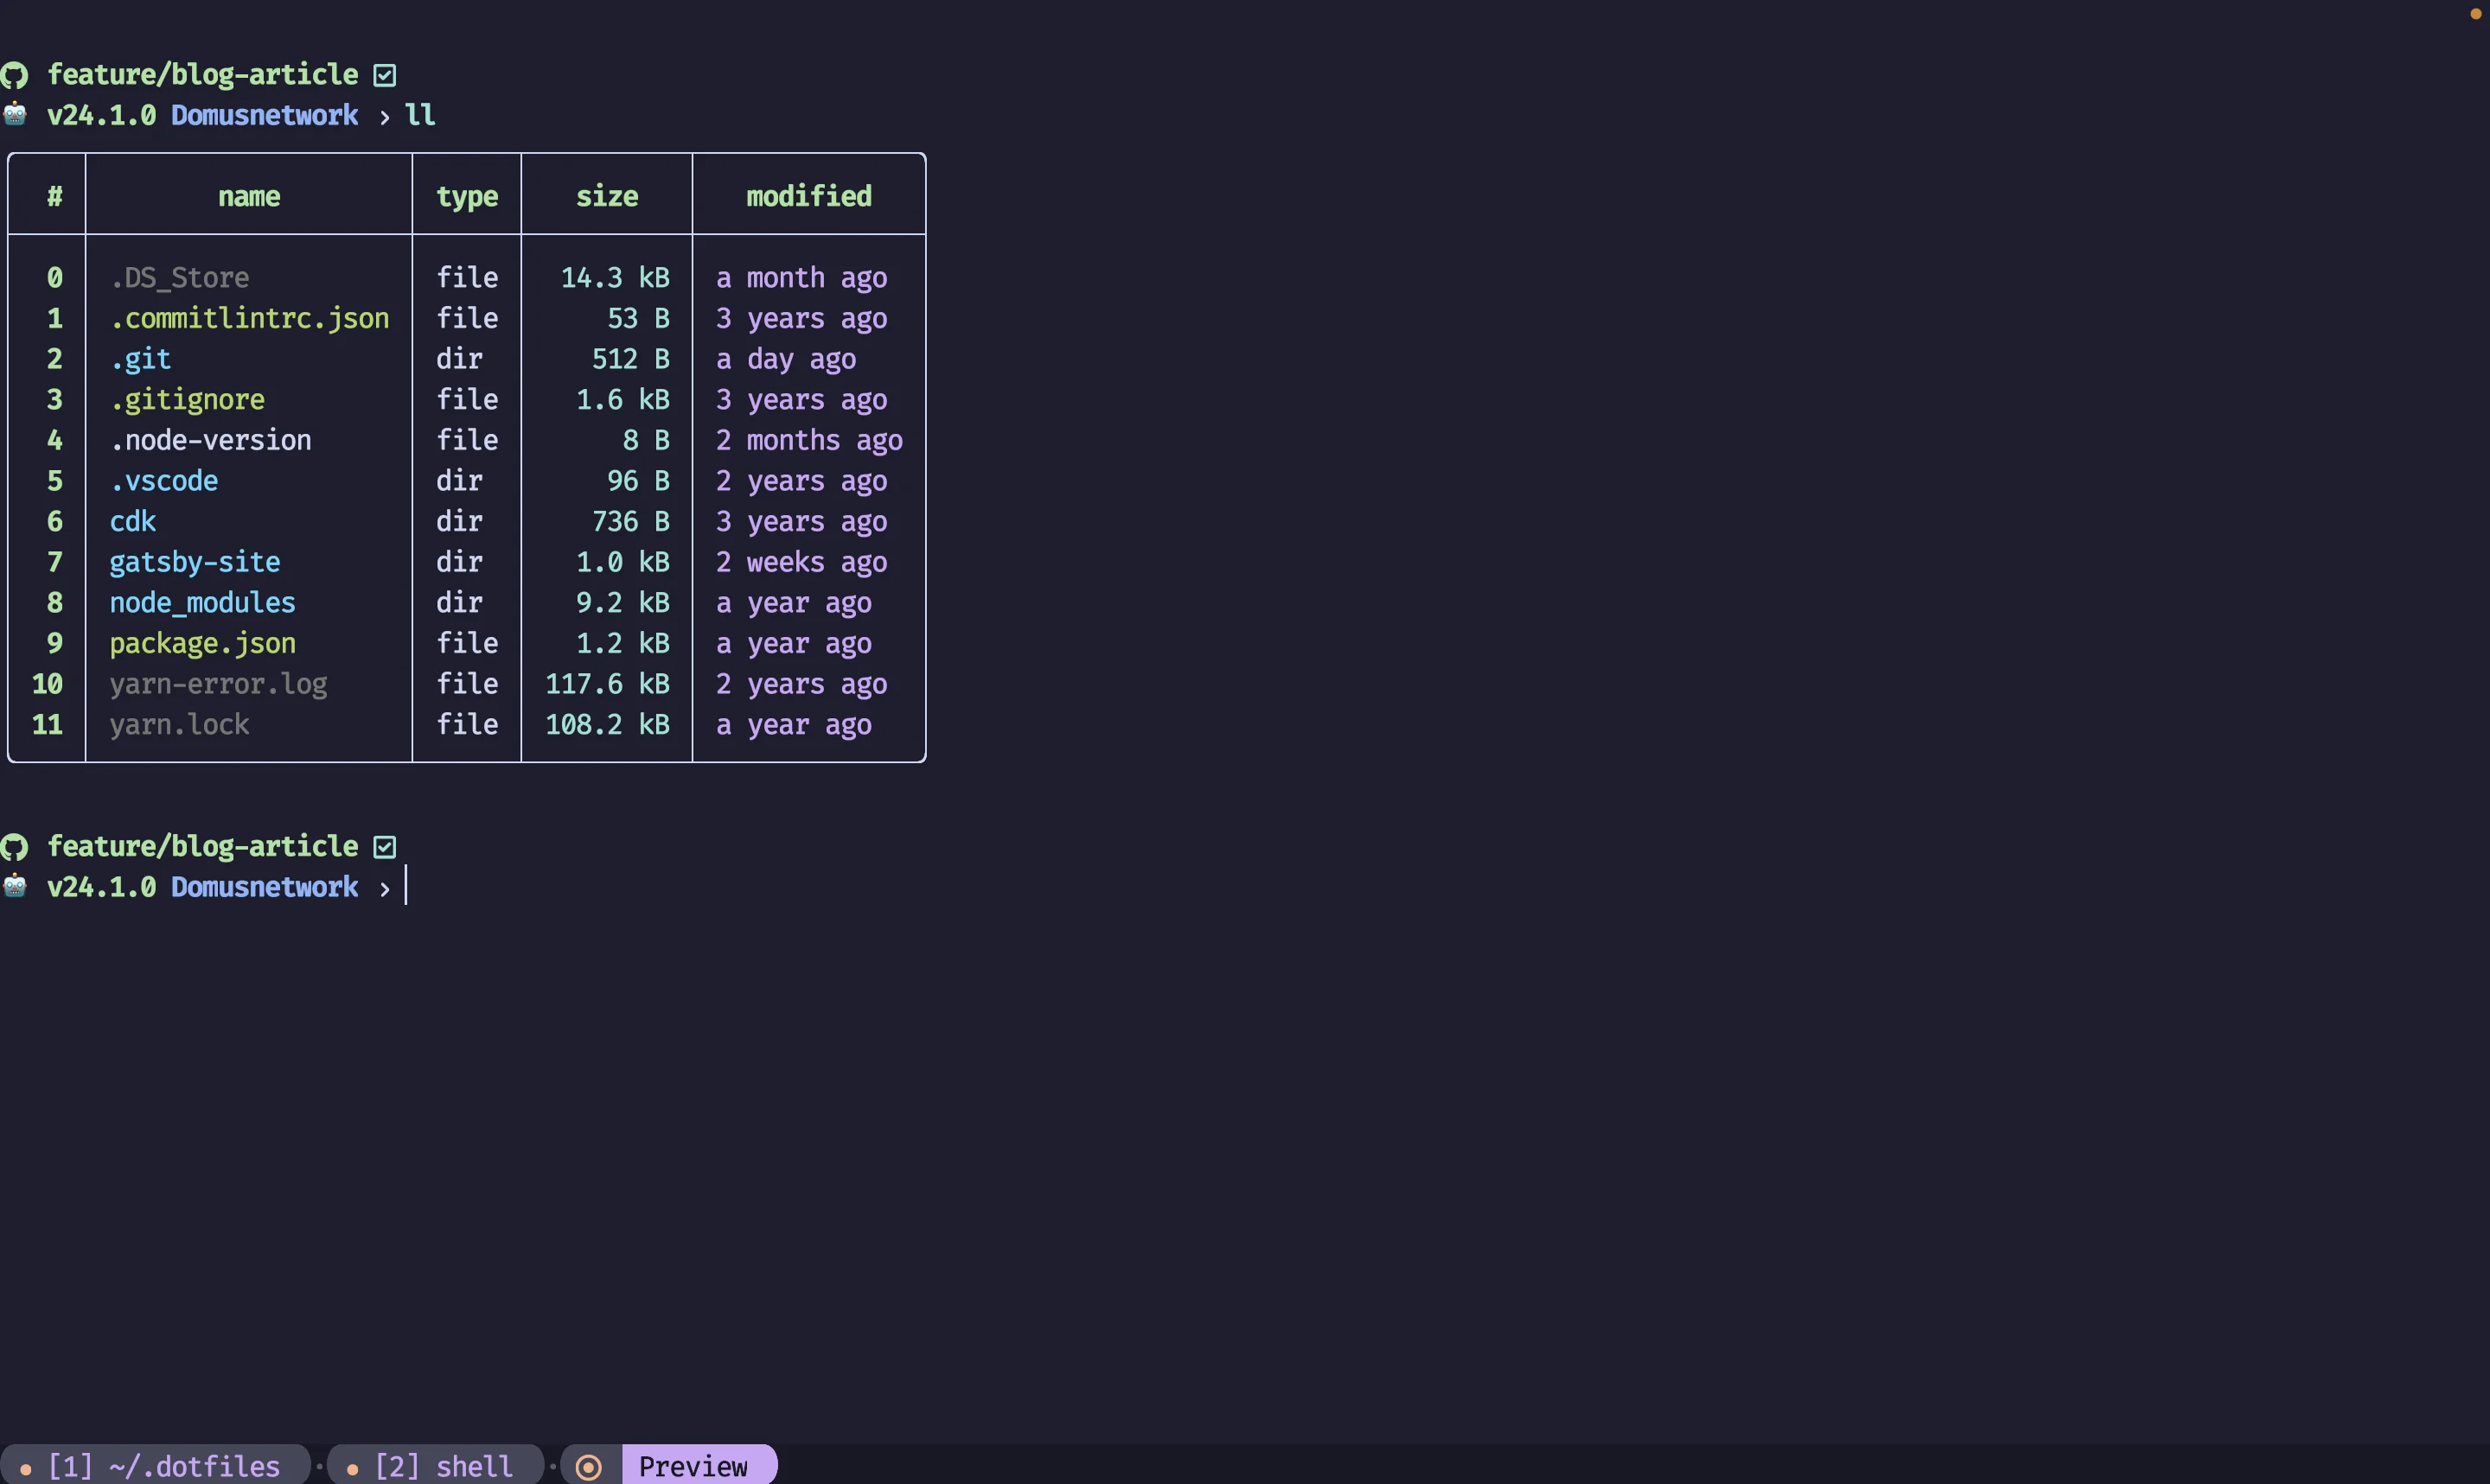 feature/blog-article
v24.1.0 Domusnetwork › ll
# name type size modified
0 .DS_Store file 14.3 kB a month ago
1 .commitlintrc.json file 53 B 3 years ago
2 .git dir 512 B a day ago
3 .gitignore file 1.6 kB 3 years ago
4 .node-version file 8 B 2 months ago
5 .vscode dir 96 B 2 years ago
6 cdk dir 736 B 3 years ago
7 gatsby-site dir 1.0 kB 2 weeks ago
8 node_modules dir 9.2 kB a year ago
9 package.json file 1.2 kB a year ago
10 yarn-error.log file 117.6 kB 2 years ago
11 yarn.lock file 108.2 kB a year ago
feature/blog-article
v24.1.0 Domusnetwork ›
[1] ~/.dotfiles · [2] shell · Preview